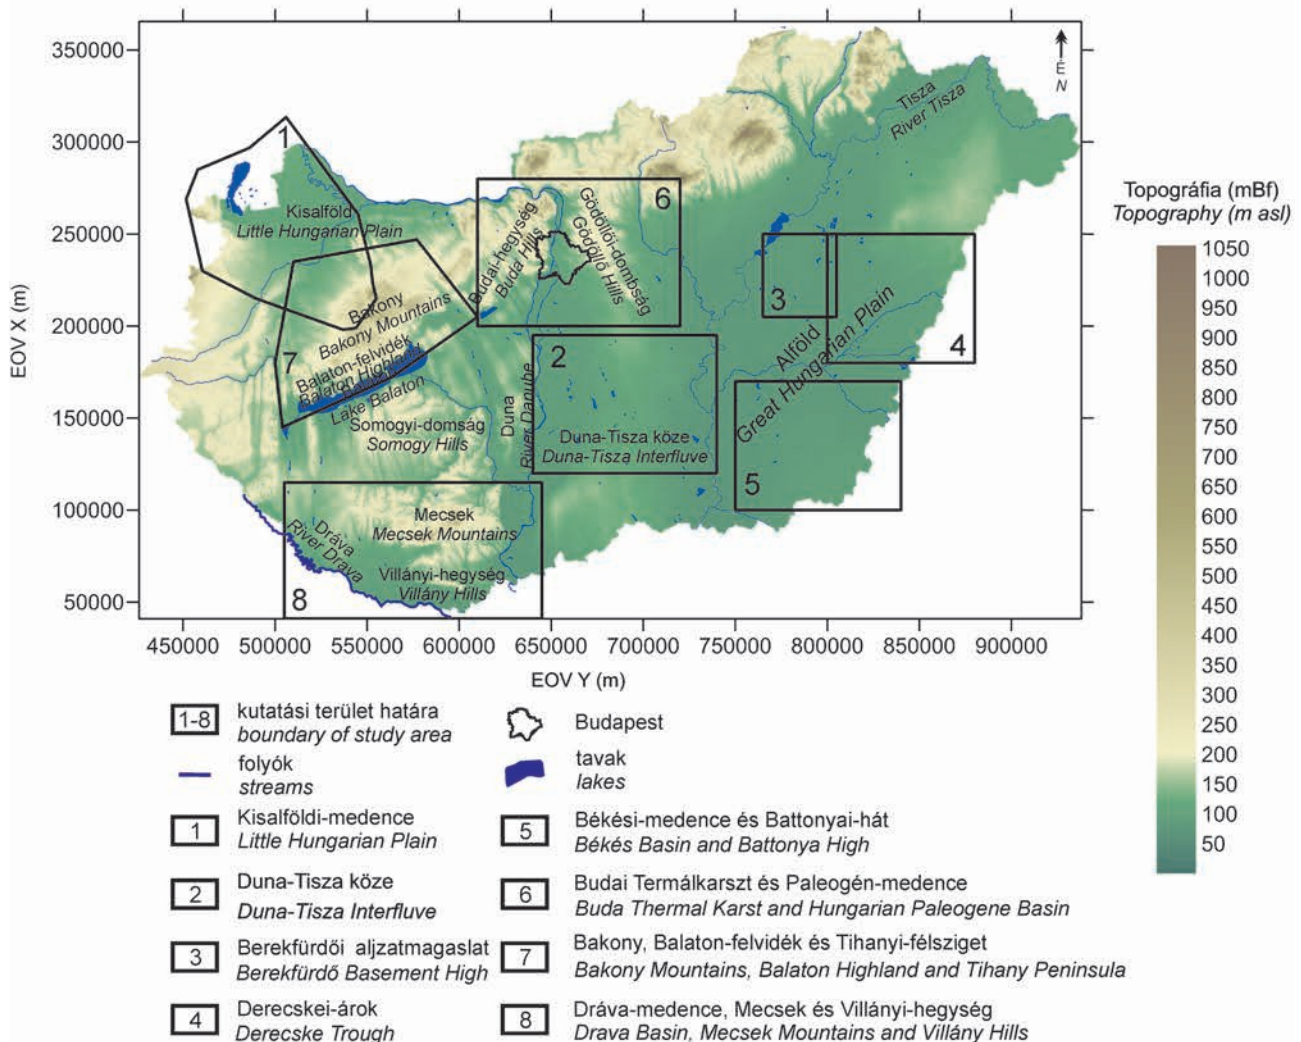 350000
300000
250000
200000
150000
100000
50000
EOV X (m)
450000
500000
550000
600000
650000
700000
750000
800000
850000
900000
EOV Y (m)
É
N
1
Kisalföld
Little Hungarian Plain
7
Bakony
Bakony Mountains
Balaton-felvidék
Balaton Highland
Lake Balaton
Somogyi-domság
Somogy Hills
6
Budai-hegység
Buda Hills
Gödöllői-dombság
Gödöllő Hills
Tisza
River Tisza
2
Duna
River Danube
Duna-Tisza köze
Duna-Tisza Interfluve
3
4
Alföld
Great Hungarian Plain
5
8
Dráva
River Drava
Mecsek
Mecsek Mountains
Villányi-hegység
Villány Hills
Topográfia (mBf)
Topography (m asl)
1050
1000
950
900
850
800
750
700
650
600
550
500
450
400
350
300
250
200
150
100
50
1-8
kutatási terület határa
boundary of study area
Budapest
folyók
streams
tavak
lakes
1
Kisalföldi-medence
Little Hungarian Plain
2
Duna-Tisza köze
Duna-Tisza Interfluve
3
Berekfürdői aljzatmagaslat
Berekfürdő Basement High
4
Derecskei-árok
Derecske Trough
5
Békési-medence és Battonyai-hát
Békés Basin and Battonya High
6
Budai Termálkarszt és Paleogén-medence
Buda Thermal Karst and Hungarian Paleogene Basin
7
Bakony, Balaton-felvidék és Tihanyi-félsziget
Bakony Mountains, Balaton Highland and Tihany Peninsula
8
Dráva-medence, Mecsek és Villányi-hegység
Drava Basin, Mecsek Mountains and Villány Hills